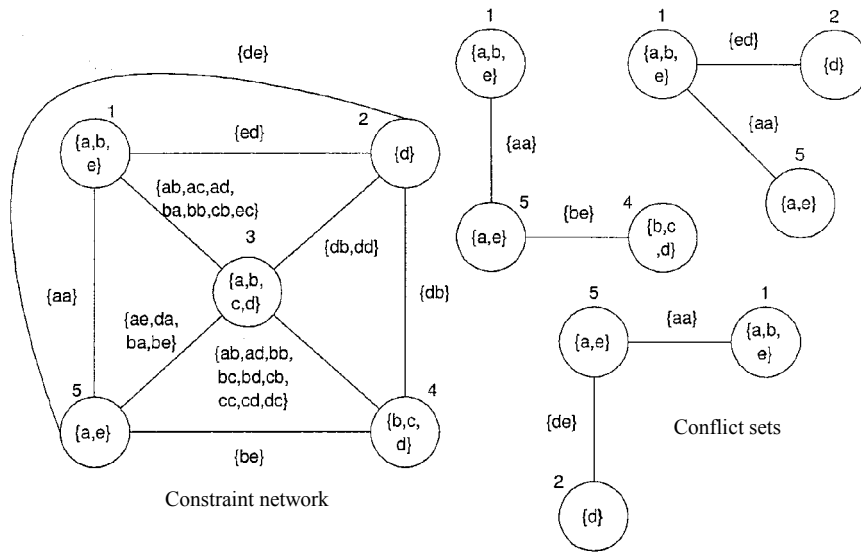 {de}
1
{a,b,
e}
{ed}
2
{d}
{ab,ac,ad,
ba,bb,cb,ec}
3
{a,b,
c,d}
{db,dd}
{aa}
{ae,da,
ba,be}
{ab,ad,bb,
bc,bd,cb,
cc,cd,dc}
{db}
5
{a,e}
{be}
4
{b,c,
d}
Constraint network
1
{a,b,
e}
{aa}
5
{a,e}
{be}
4
{b,c
,d}
1
{a,b,
e}
{ed}
2
{d}
{aa}
5
{a,e}
5
{a,e}
{aa}
1
{a,b,
e}
{de}
2
{d}
Conflict sets